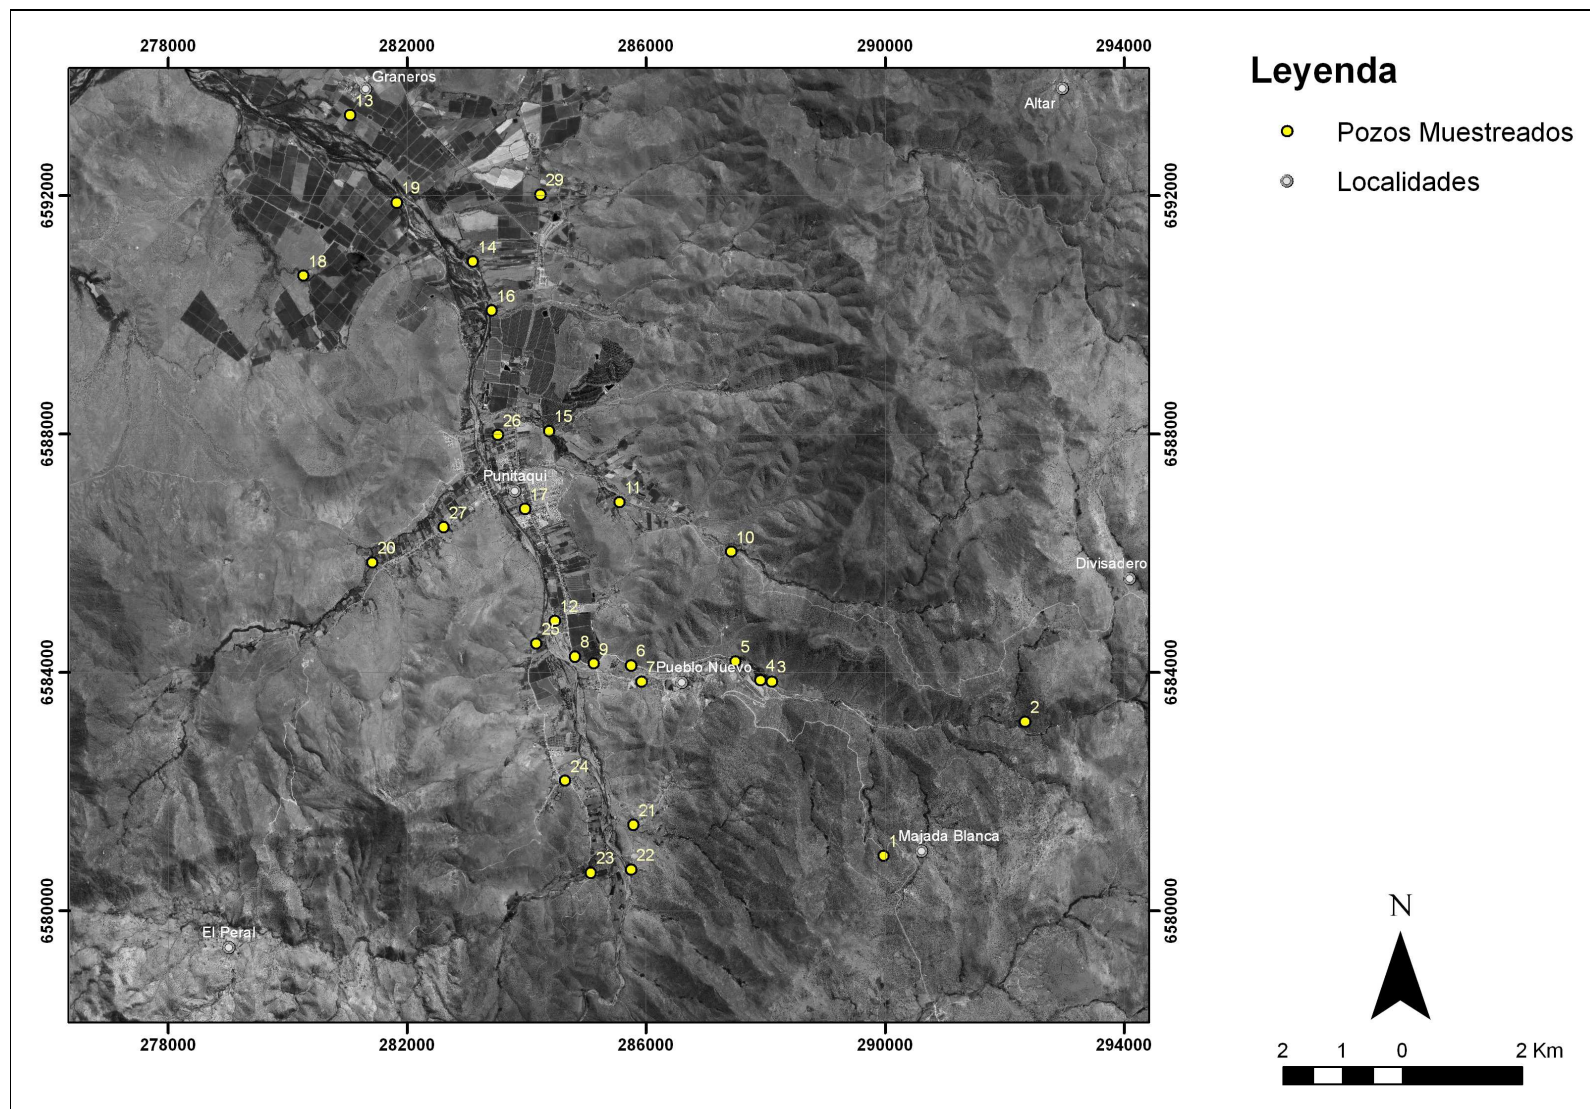 278000 282000 286000 290000 294000
Leyenda
Pozos Muestreados
Localidades
Graneros
13
Altar
6592000
19
29
6592000
14
18
16
6588000
26
15
6588000
Punitaqui
17
11
27
10
20
Divisadero
12
25
8
9
6
5
7
Pueblo Nuevo
4
3
6584000
6584000
2
24
21
1
Majada Blanca
23
22
6580000
6580000
El Peral
N
278000 282000 286000 290000 294000
2 1 0 2 Km